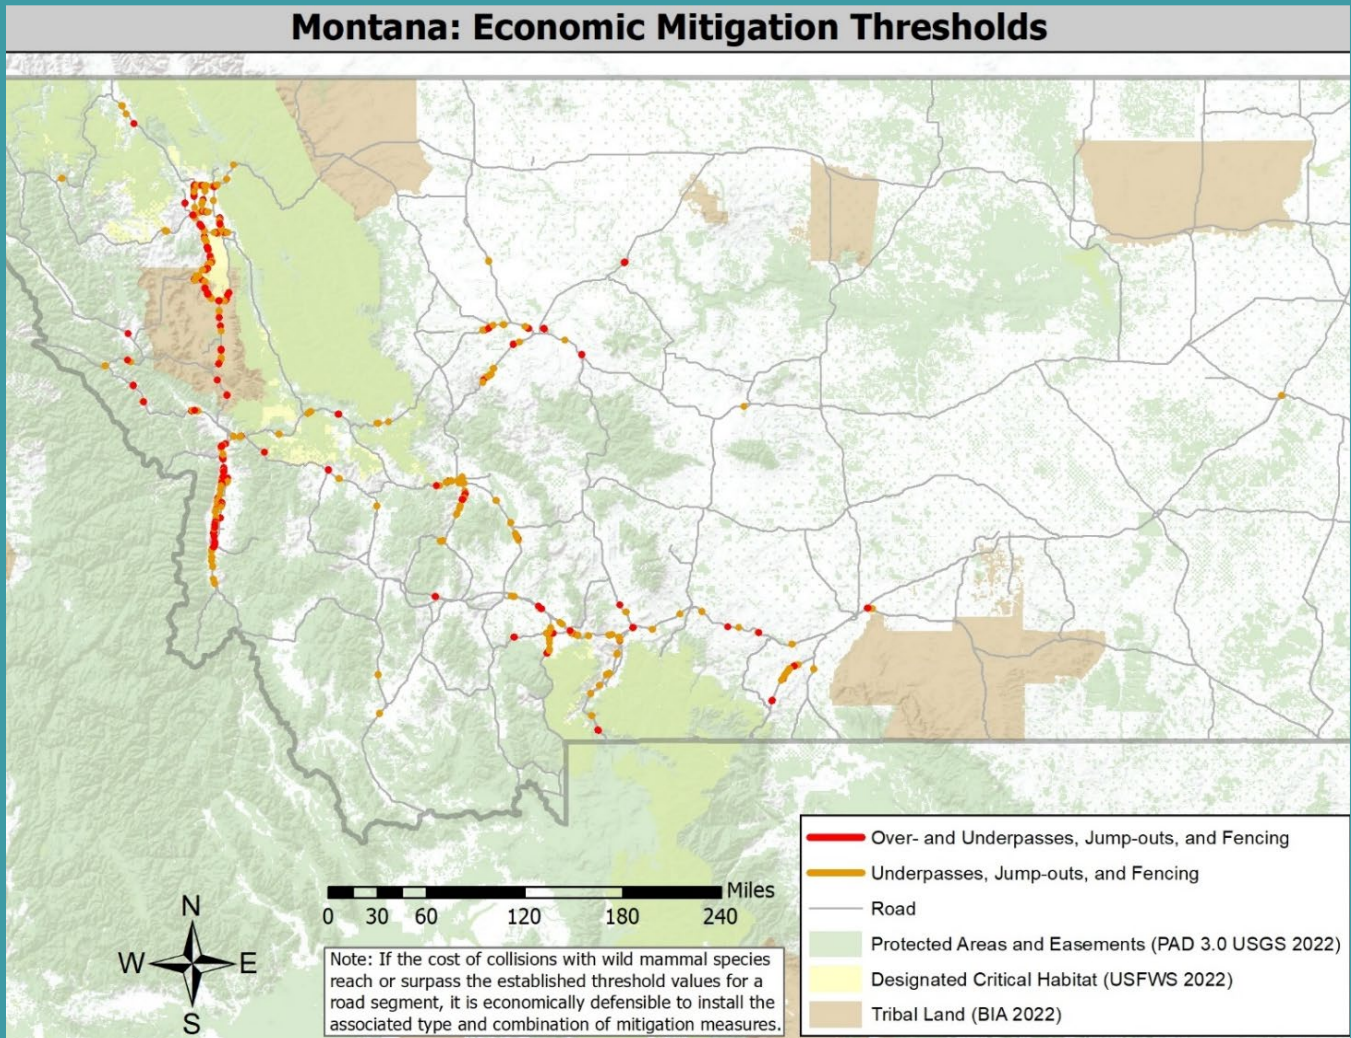 Montana: Economic Mitigation Thresholds
Over- and Underpasses, Jump-outs, and Fencing
Underpasses, Jump-outs, and Fencing
Road
Protected Areas and Easements (PAD 3.0 USGS 2022)
Designated Critical Habitat (USFWS 2022)
Tribal Land (BIA 2022)
Miles
0 30 60 120 180 240
N
W E
S
Note: If the cost of collisions with wild mammal species
reach or surpass the established threshold values for a
road segment, it is economically defensible to install the
associated type and combination of mitigation measures.